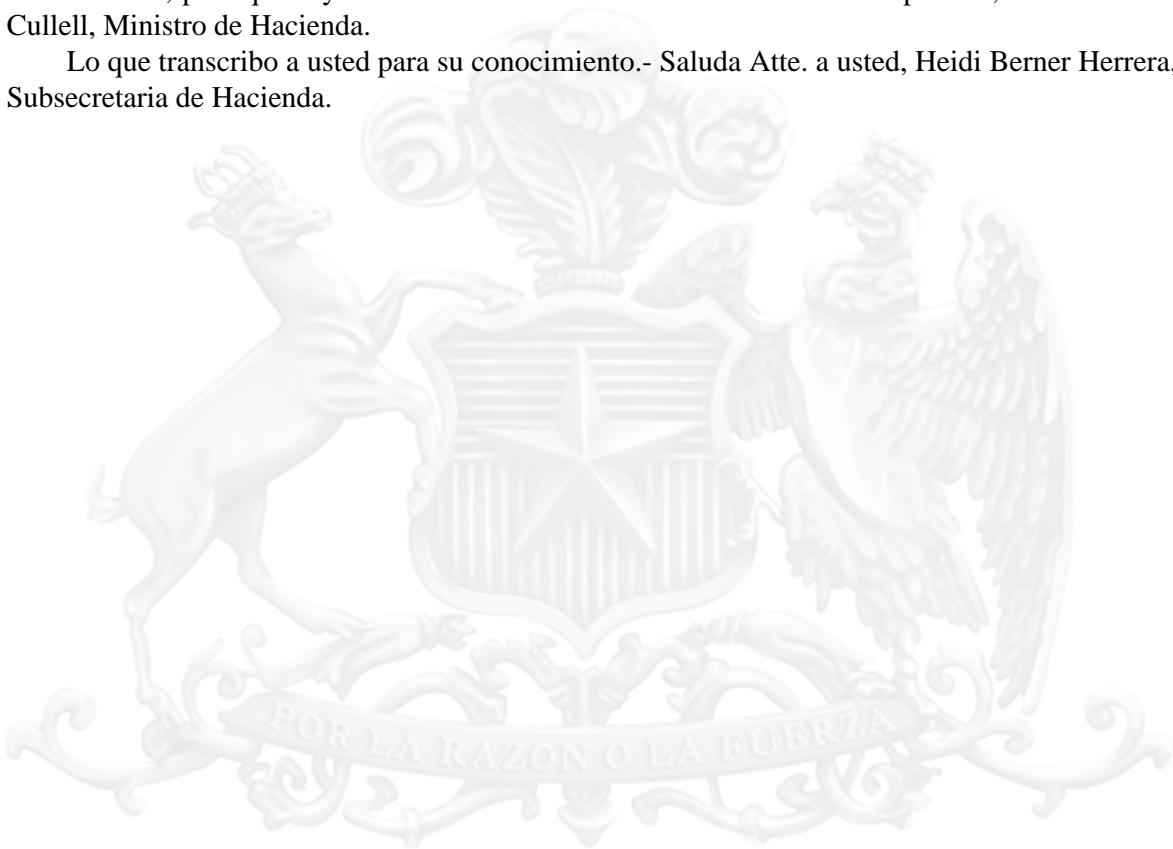 Cullell, Ministro de Hacienda.
Lo que transcribo a usted para su conocimiento.- Saluda Atte. a usted, Heidi Berner Herrera,
Subsecretaria de Hacienda.
POR LA RAZON O LA FUERZA